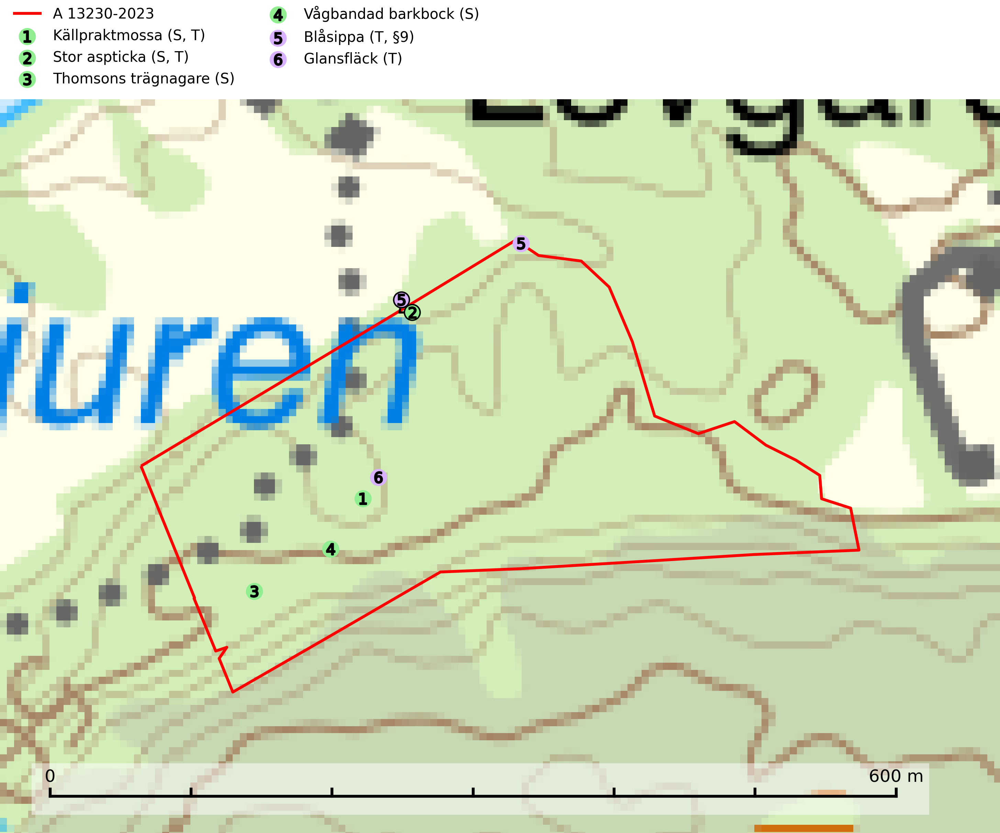 A 13230-2023
1 Källpraktmossa (S, T)
2 Stor aspticka (S, T)
3 Thomsons trägnagare (S)
4 Vågbandad barkbock (S)
5 Blåsippa (T, §9)
6 Glansfläck (T)
5
5
2
uren
6
1
4
3
0 600 m